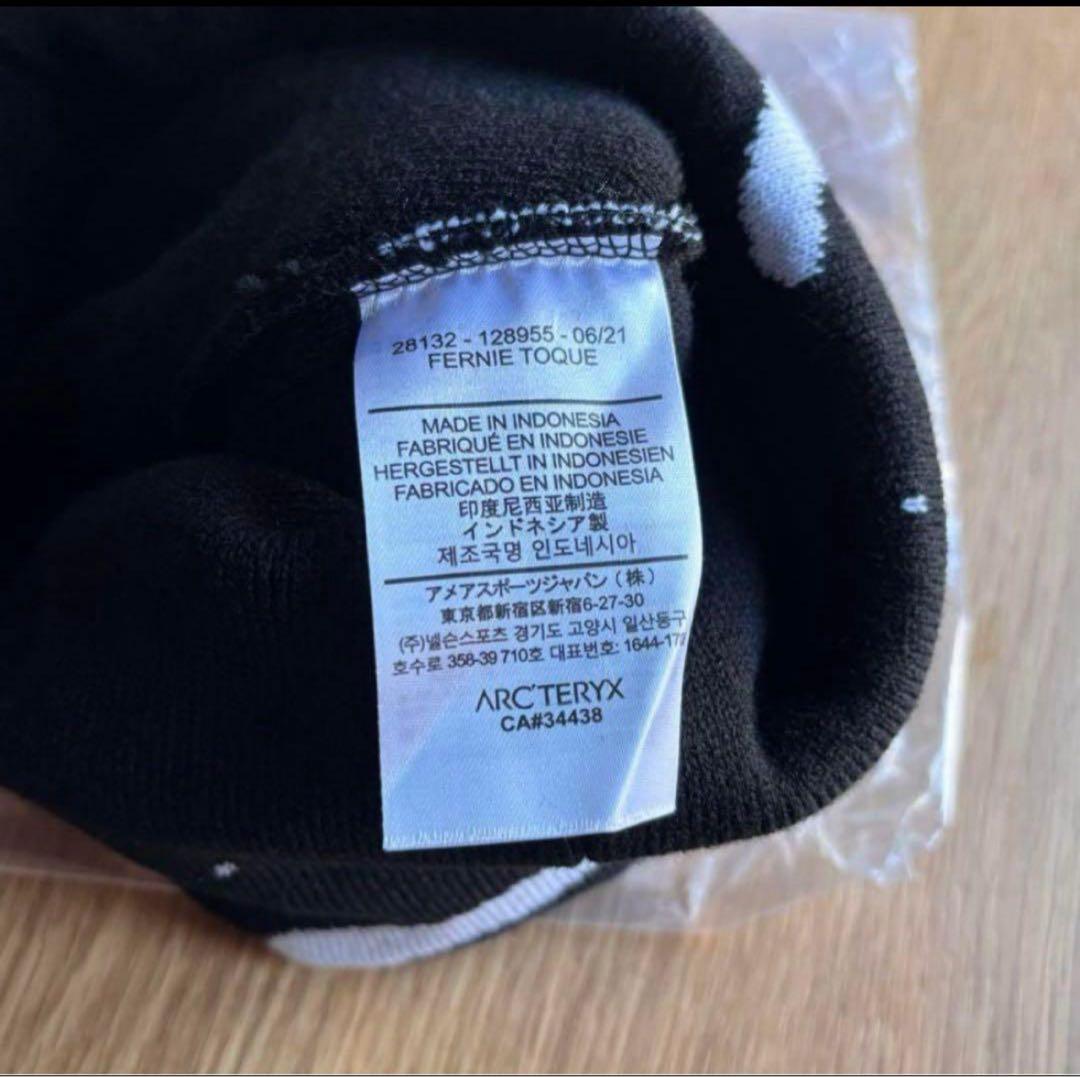 28132 - 128955 - 06/21
FERNIE TOQUE
MADE IN INDONESIA
FABRIQUÉ EN INDONESIE
HERGESTELLT IN INDONESIEN
FABRICADO EN INDONESIA
印度尼西亚制造
インドネシア製
제조국명 인도네시아
アメアスポーツジャパン（株）
東京都新宿区新宿6-27-30
(주)넬슨스포츠 경기도 고양시 일산동구
호수로 358-39 710호 대표번호: 1644-17
ARC'TERYX
CA#34438